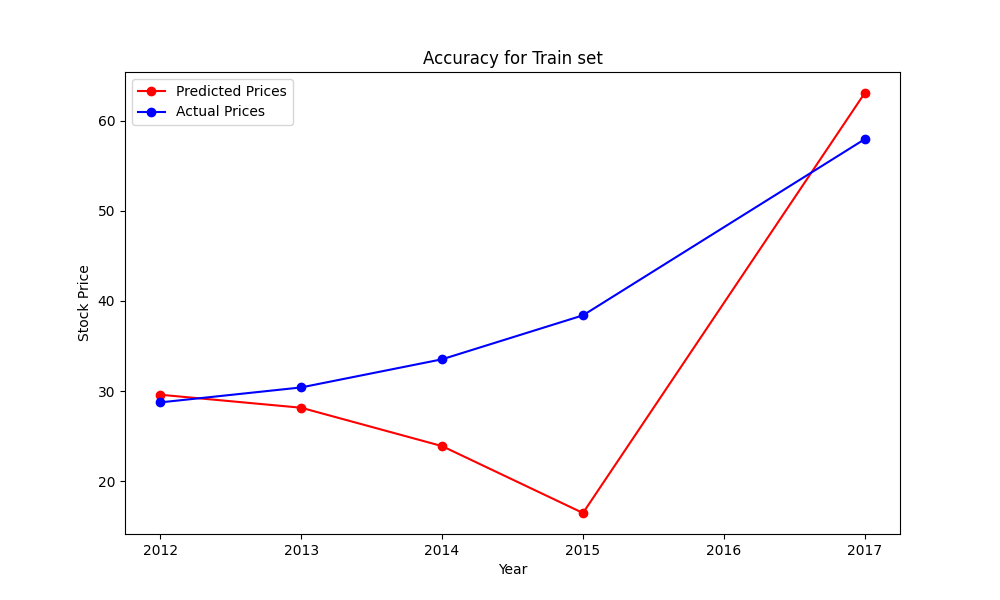 Accuracy for Train set
Predicted Prices
Actual Prices
60
50
40
30
20
Stock Price
2012 2013 2014 2015 2016 2017
Year